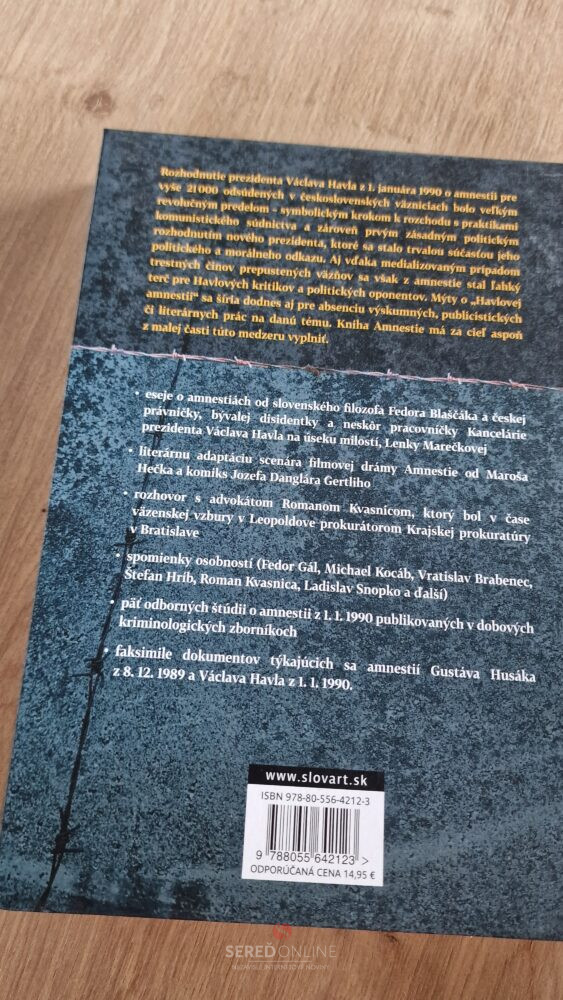 Rozhodnutie prezidenta Václava Havla z 1. januára 1990 o amnestii pre
vyše 21000 odsúdených v československých väzniciach bolo veľkým
revolučným predelom – symbolickým krokom k rozchodu s praktikami
komunistického súdnictva a zároveň prvým zásadným politickým
rozhodnutím nového prezidenta, ktoré sa stalo trvalou súčasťou jeho
politického a morálneho odkazu. Aj vďaka medializovaným prípadom
trestných činov prepustených väzňov sa však z amnestie stal ľahký
terč pre Havlových kritikov a politických oponentov. Mýty o „Havlovej
amnestii“ sa šíria dodnes aj pre absenciu výskumných, publicistických
či literárnych prác na danú tému. Kniha Amnestie má za cieľ aspoň
z malej časti túto medzeru vyplniť.
• eseje o amnestiách od slovenského filozofa Fedora Blaščáka a českej
právničky, bývalej disidentky a neskôr pracovníčky Kancelárie
prezidenta Václava Havla na úseku milostí, Lenky Marečkovej
• literárnu adaptáciu scenára filmovej drámy Amnestie od Maroša
Hečka a komiks Jozefa Danglára Gertliho
• rozhovor s advokátom Romanom Kvasnicom, ktorý bol v čase
väzenskej vzbury v Leopoldove prokurátorom Krajskej prokuratúry
v Bratislave
• spomienky osobností (Fedor Gál, Michael Kocáb, Vratislav Brabenec,
Štefan Hríb, Roman Kvasnica, Ladislav Snopko a ďalší)
• päť odborných štúdií o amnestii z 1. 1. 1990 publikovaných v dobových
kriminologických zborníkoch
• faksimile dokumentov týkajúcich sa amnestií Gustáva Husáka
z 8. 12. 1989 a Václava Havla z 1. 1. 1990.
www.slovart.sk
ISBN 978-80-556-4212-3
9 788055 642123 >
ODPORÚČANÁ CENA 14,95 €
SEREĎ ONLINE